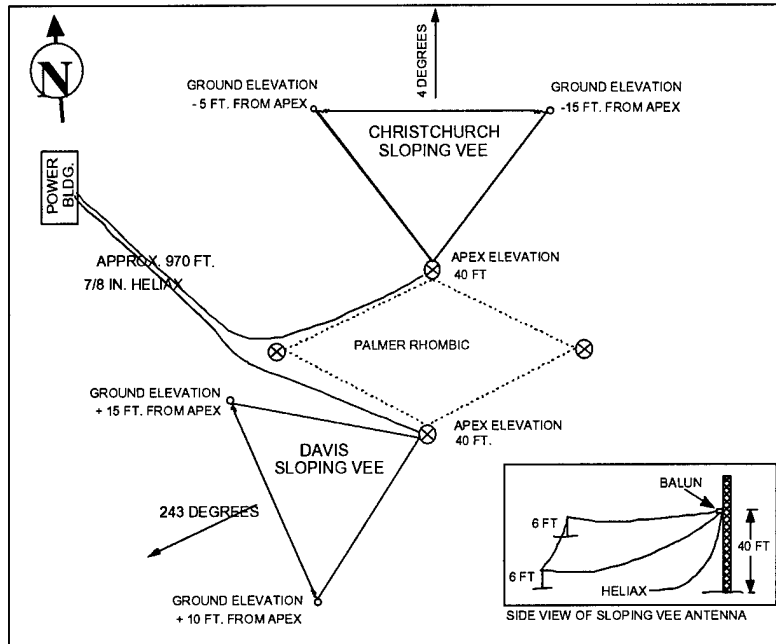 N
4 DEGREES
GROUND ELEVATION
- 5 FT. FROM APEX
GROUND ELEVATION
-15 FT. FROM APEX
CHRISTCHURCH
SLOPING VEE
POWER
BLDG.
APPROX. 970 FT.
7/8 IN. HELIAX
APEX ELEVATION
40 FT
PALMER RHOMBIC
GROUND ELEVATION
+ 15 FT. FROM APEX
APEX ELEVATION
40 FT.
DAVIS
SLOPING VEE
243 DEGREES
GROUND ELEVATION
+ 10 FT. FROM APEX
BALUN
6 FT
40 FT
6 FT
HELIAX
SIDE VIEW OF SLOPING VEE ANTENNA